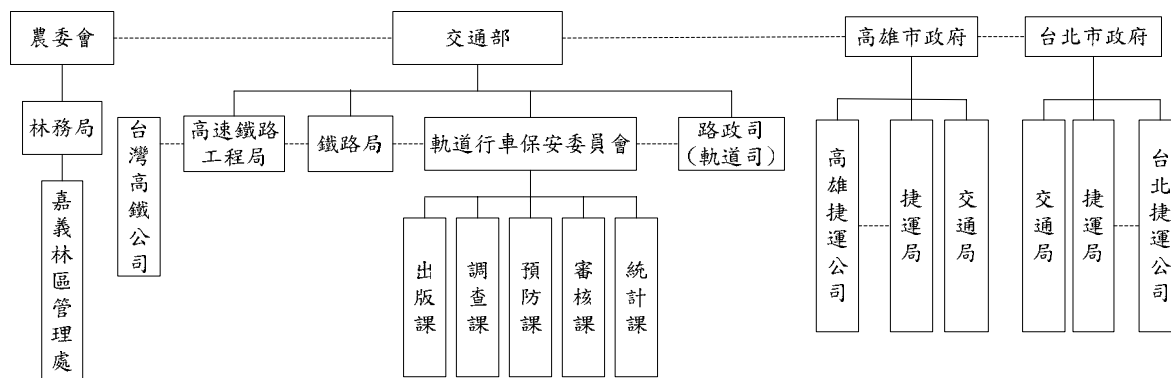 農委會
交通部
高雄市政府
台北市政府
林務局
台灣高鐵公司
高速鐵路
工程局
鐵路局
軌道行車保安委員會
路政司
（軌道司）
高雄捷運公司
捷運局
交通局
交通局
捷運局
台北捷運公司
嘉義林區管理處
出版課
調查課
預防課
審核課
統計課